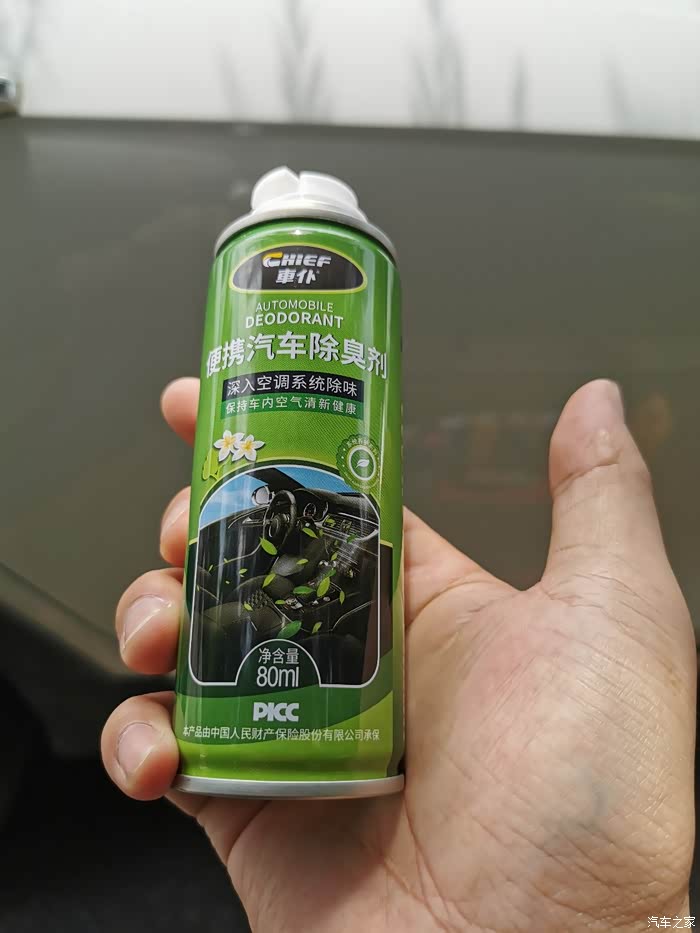 CHIEF
車仆
AUTOMOBILE
DEODORANT
便携汽车除臭剂
深入空调系统除味
保持车内空气清新健康
净含量
80ml
PICC
本产品由中国人民财产保险股份有限公司承保
汽车之家